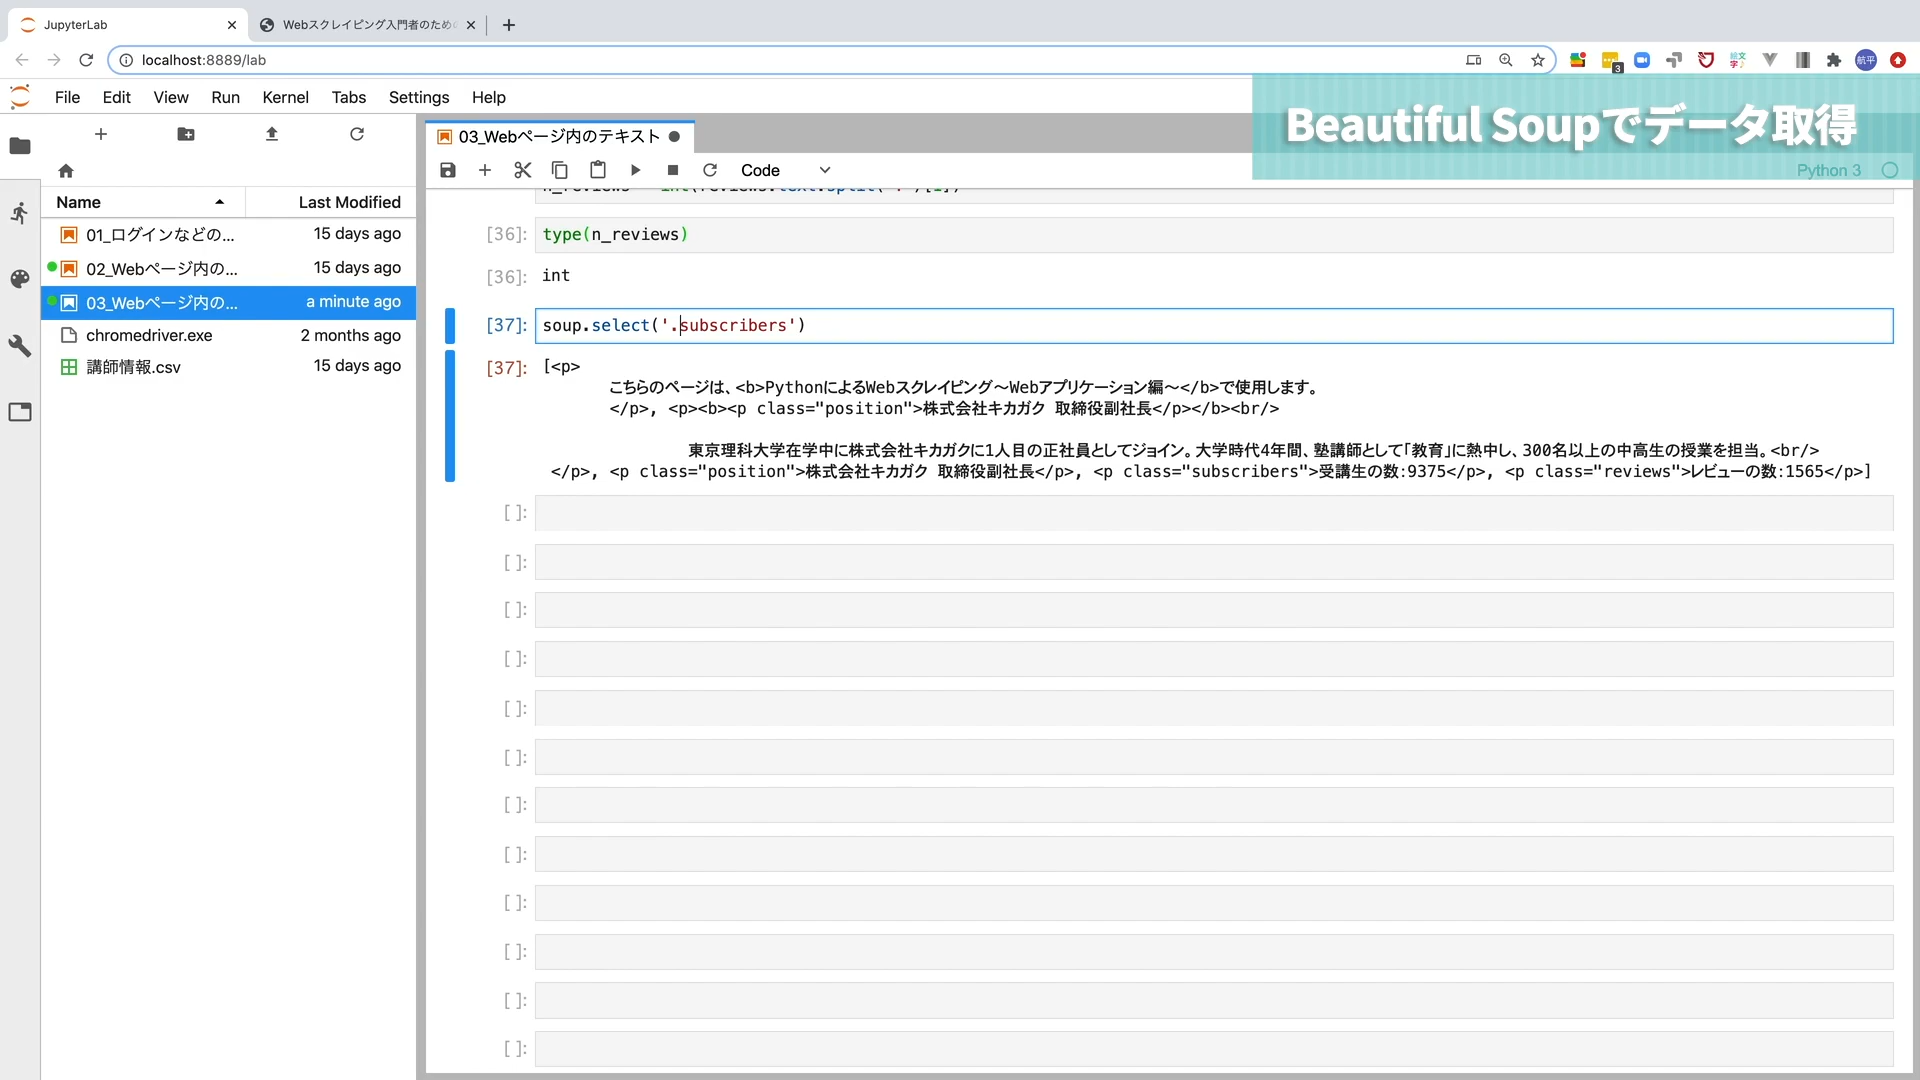 JupyterLab
Webスクレイピング入門者のため
localhost:8889/lab
File Edit View Run Kernel Tabs Settings Help
Beautiful Soupでデータ取得
03_Webページ内のテキスト
Code
Python 3
Name Last Modified
01_ログインなどの... 15 days ago
02_Webページ内の... 15 days ago
03_Webページ内の... a minute ago
chromedriver.exe 2 months ago
講師情報.csv 15 days ago
[36]: type(n_reviews)
[36]: int
[37]: soup.select('.subscribers')
[37]: [<p>
こちらのページは、<b>PythonによるWebスクレイピング〜Webアプリケーション編〜</b>で使用します。
</p>, <p><b><p class="position">株式会社キカガク 取締役副社長</p></b><br/>
東京理科大学在学中に株式会社キカガクに1人目の正社員としてジョイン。大学時代4年間、塾講師として「教育」に熱中し、300名以上の中高生の授業を担当。<br/>
</p>, <p class="position">株式会社キカガク 取締役副社長</p>, <p class="subscribers">受講生の数:9375</p>, <p class="reviews">レビューの数:1565</p>]
[ ]:
[ ]:
[ ]:
[ ]:
[ ]:
[ ]:
[ ]:
[ ]:
[ ]:
[ ]:
[ ]:
[ ]: